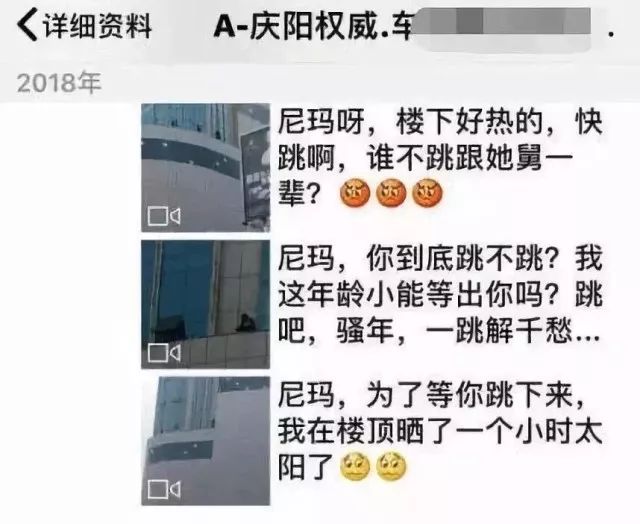 详细资料
A-庆阳权威.车
.
2018年
尼玛呀，楼下好热的，快
跳啊，谁不跳跟她舅一
辈？
尼玛，你到底跳不跳？我
这年龄小能等出你吗？跳
吧，骚年，一跳解千愁...
尼玛，为了等你跳下来，
我在楼顶晒了一个小时太
阳了